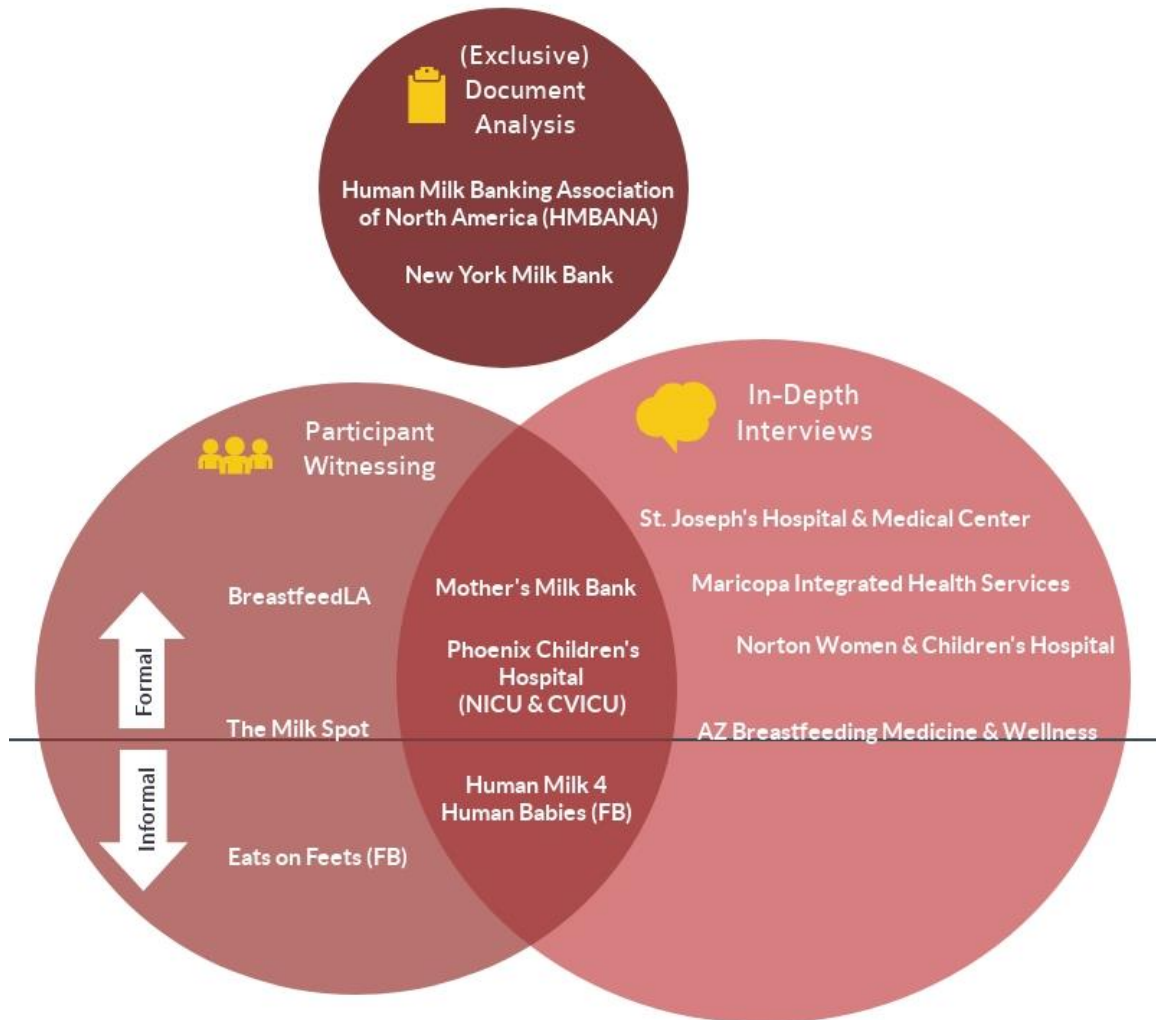 (Exclusive)
Document
Analysis
Human Milk Banking Association
of North America (HMBANA)
New York Milk Bank
Participant
Witnessing
In-Depth
Interviews
St. Joseph's Hospital & Medical Center
BreastfeedLA
Mother's Milk Bank
Maricopa Integrated Health Services
Phoenix Children's
Hospital
(NICU & CVICU)
Norton Women & Children's Hospital
Formal
The Milk Spot
AZ Breastfeeding Medicine & Wellness
Informal
Human Milk 4
Human Babies (FB)
Eats on Feets (FB)